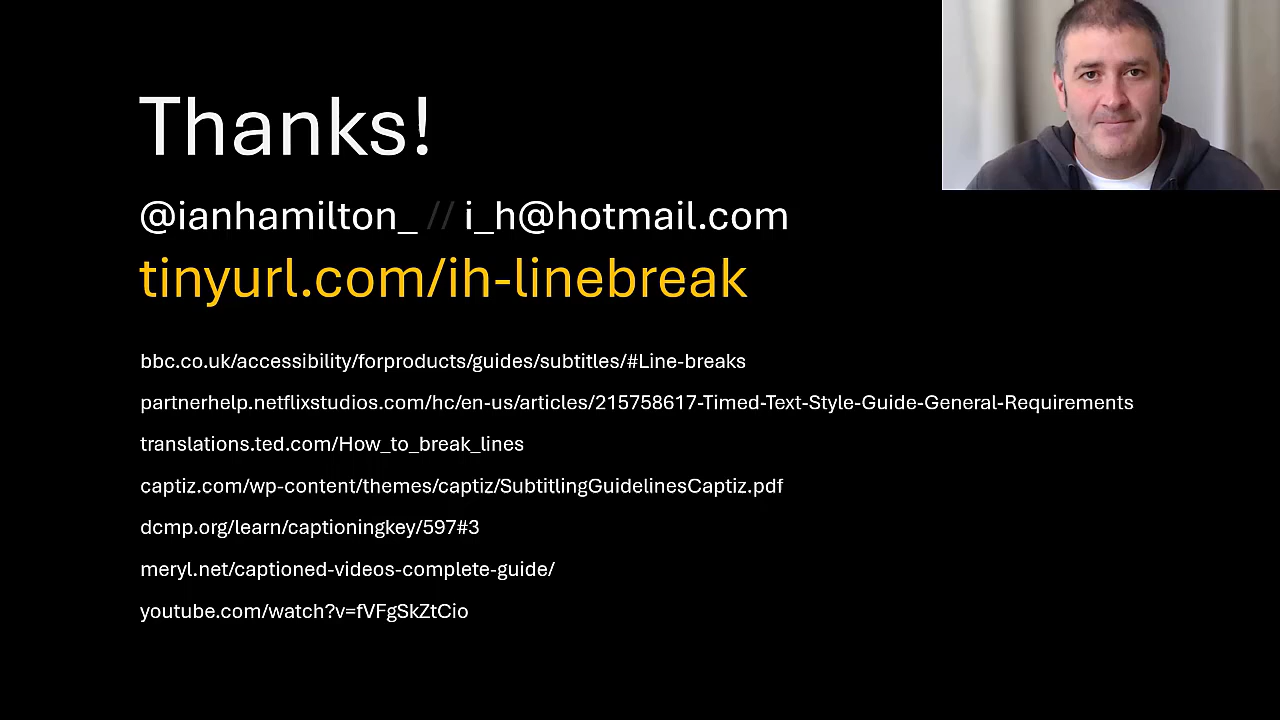 Thanks!
@ianhamilton_ // i_h@hotmail.com
tinyurl.com/ih-linebreak
bbc.co.uk/accessibility/forproducts/guides/subtitles/#Line-breaks
partnerhelp.netflixstudios.com/hc/en-us/articles/215758617-Timed-Text-Style-Guide-General-Requirements
translations.ted.com/How_to_break_lines
captiz.com/wp-content/themes/captiz/SubtitlingGuidelinesCaptiz.pdf
dcmp.org/learn/captioningkey/597#3
meryl.net/captioned-videos-complete-guide/
youtube.com/watch?v=fVFgSkZtCio